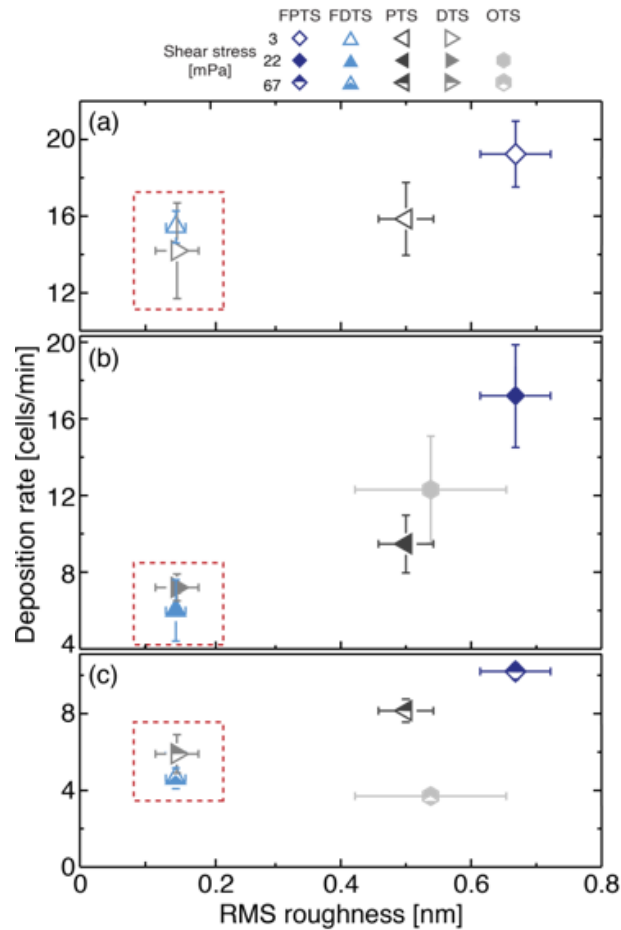 FPTS FDTS PTS DTS OTS
3
Shear stress 22
[mPa]
67
(a)
20
16
12
(b)
20
16
12
8
4
Deposition rate [cells/min]
(c)
8
4
0
0 0.2 0.4 0.6 0.8
RMS roughness [nm]